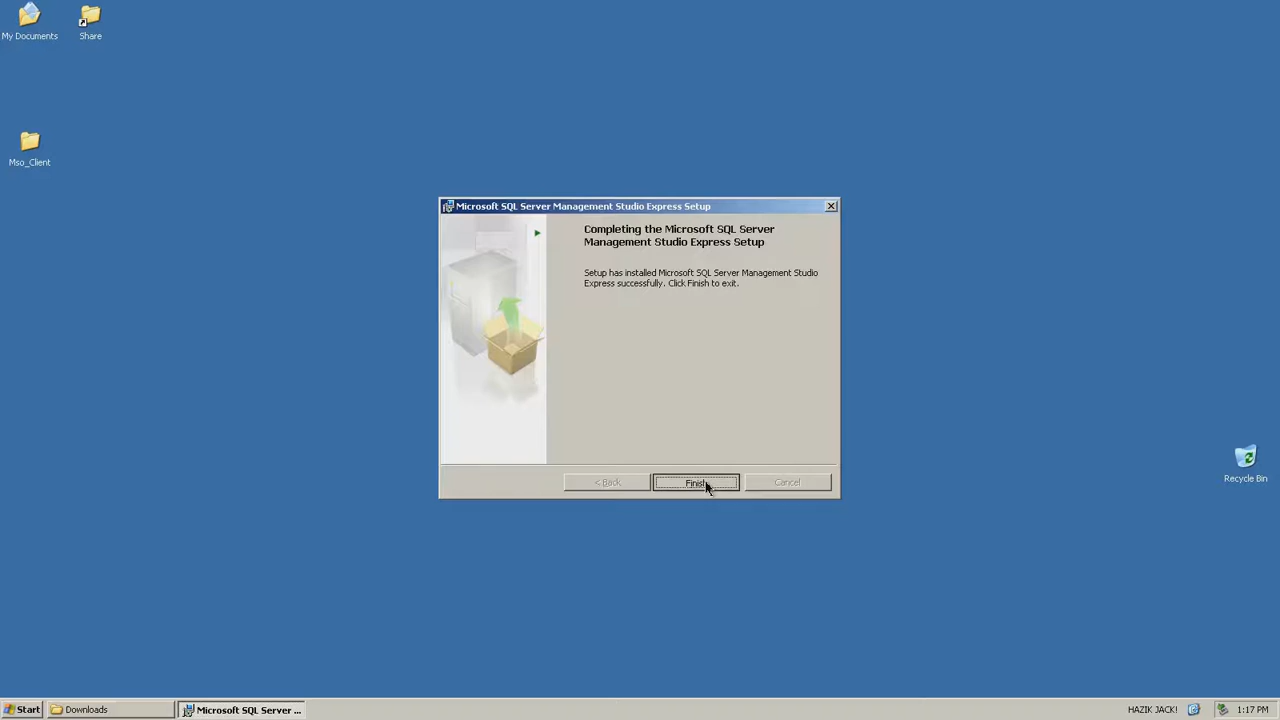 My Documents
Share
Mso_Client
Microsoft SQL Server Management Studio Express Setup
Completing the Microsoft SQL Server
Management Studio Express Setup
Setup has installed Microsoft SQL Server Management Studio
Express successfully. Click Finish to exit.
< Back
Finish
Cancel
Recycle Bin
Start
Downloads
Microsoft SQL Server ...
HAZIK JACK!
1:17 PM